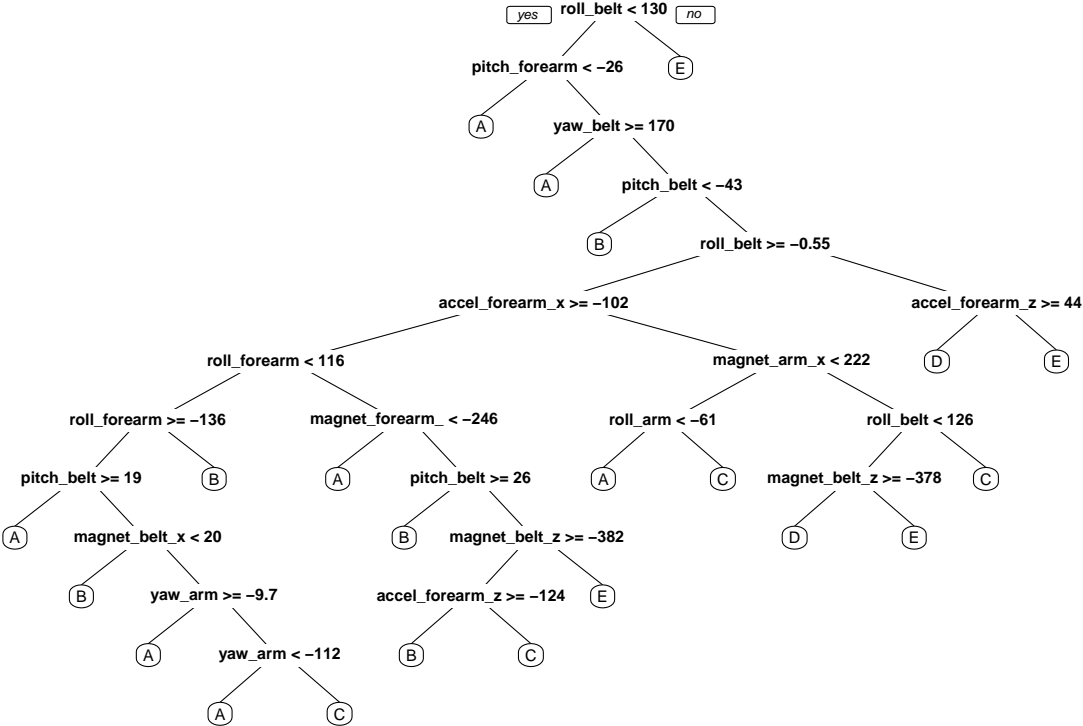 yes roll_belt < 130 no
pitch_forearm < −26 E
A yaw_belt >= 170
A pitch_belt < −43
B roll_belt >= −0.55
accel_forearm_x >= −102 accel_forearm_z >= 44
roll_forearm < 116 magnet_arm_x < 222 D E
roll_forearm >= −136 magnet_forearm_ < −246 roll_arm < −61 roll_belt < 126
pitch_belt >= 19 B A pitch_belt >= 26 A C magnet_belt_z >= −378 C
A magnet_belt_x < 20 B magnet_belt_z >= −382 D E
B yaw_arm >= −9.7 accel_forearm_z >= −124 E
A yaw_arm < −112 B C
A C